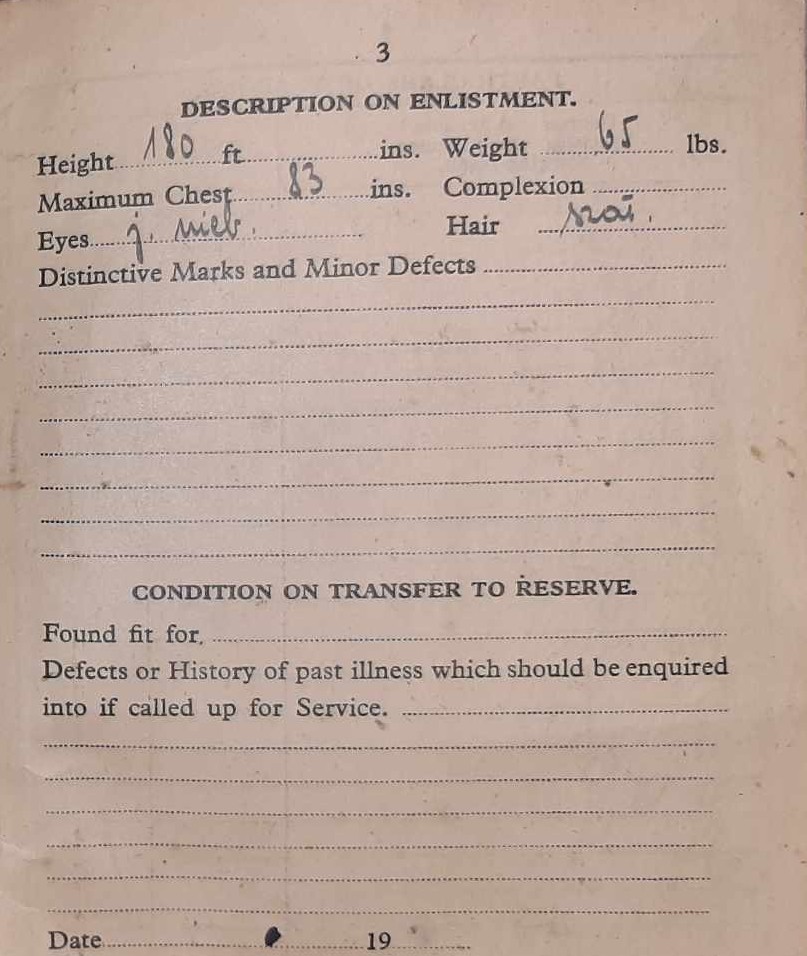 3
DESCRIPTION ON ENLISTMENT.
Height 180 ft. ins. Weight 65 lbs.
Maximum Chest 83 ins. Complexion
Eyes j. nieb. Hair
Distinctive Marks and Minor Defects
CONDITION ON TRANSFER TO RESERVE.
Found fit for
Defects or History of past illness which should be enquired
into if called up for Service.
Date 19